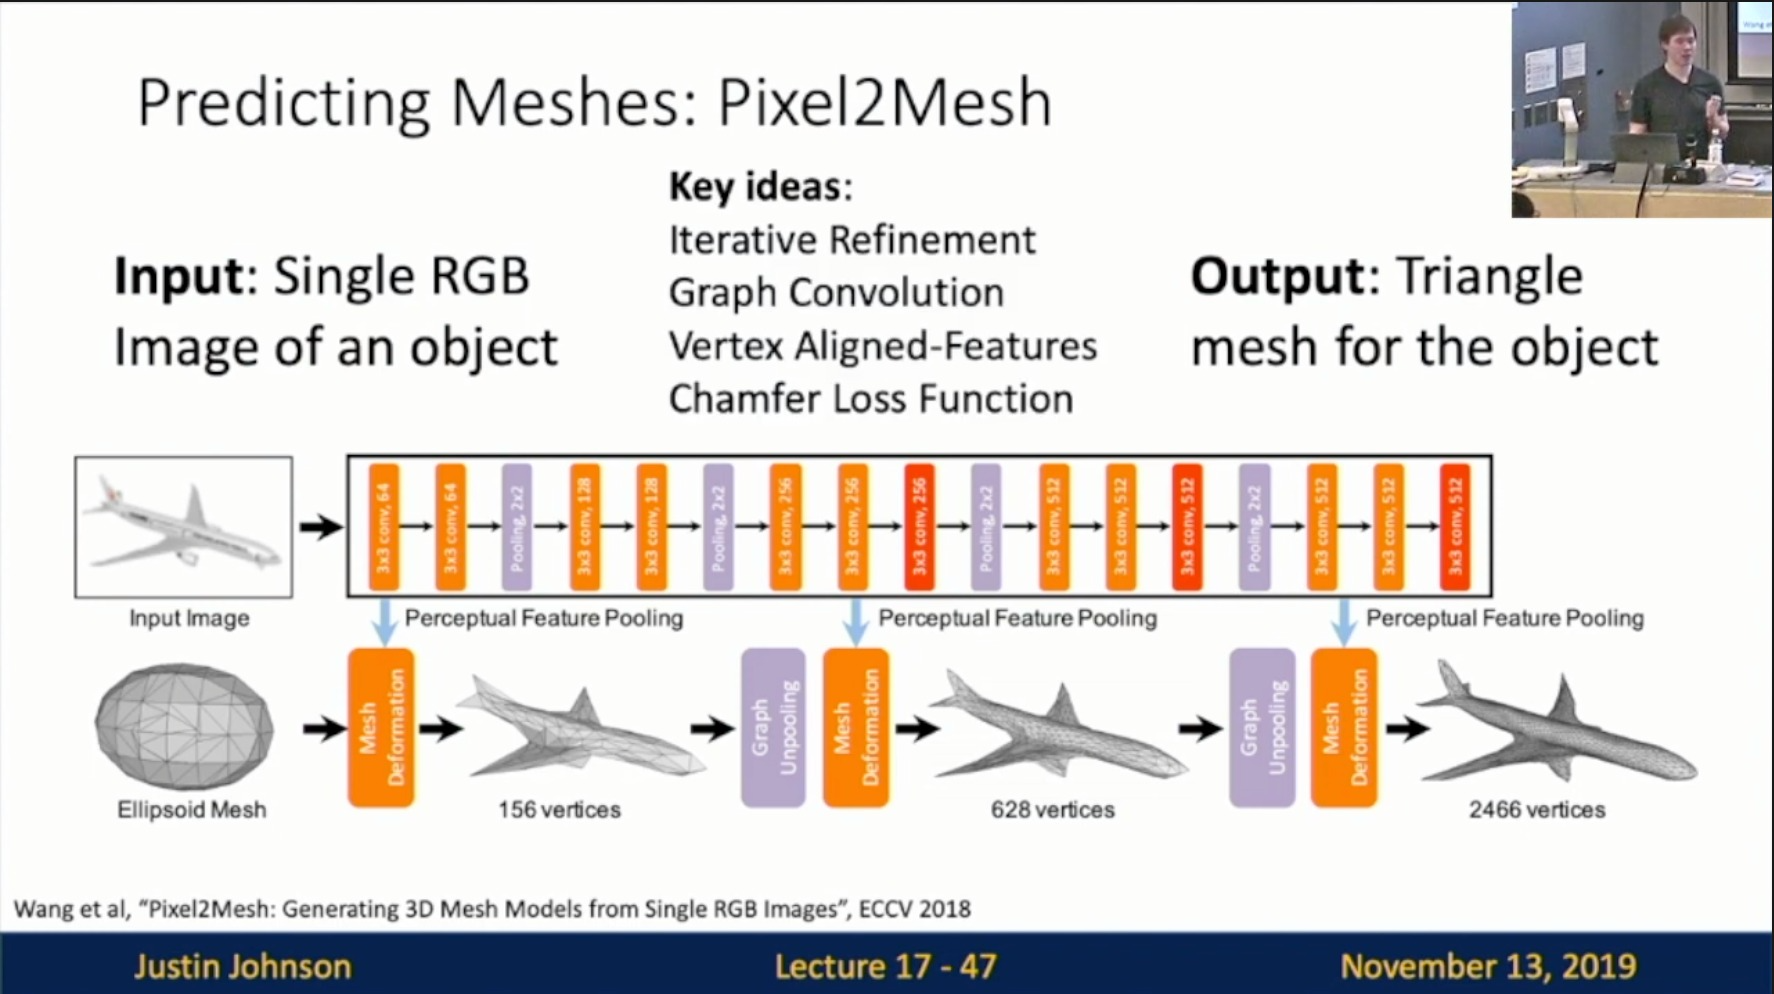 Predicting Meshes: Pixel2Mesh
Key ideas:
Iterative Refinement
Graph Convolution
Vertex Aligned-Features
Chamfer Loss Function
Input: Single RGB
Image of an object
Output: Triangle
mesh for the object
3x3 conv, 64
3x3 conv, 64
Pooling, 2x2
3x3 conv, 128
3x3 conv, 128
Pooling, 2x2
3x3 conv, 256
3x3 conv, 256
3x3 conv, 256
Pooling, 2x2
3x3 conv, 512
3x3 conv, 512
3x3 conv, 512
Pooling, 2x2
3x3 conv, 512
3x3 conv, 512
3x3 conv, 512
Input Image
Perceptual Feature Pooling
Perceptual Feature Pooling
Perceptual Feature Pooling
Mesh
Deformation
Graph
Unpooling
Mesh
Deformation
Graph
Unpooling
Mesh
Deformation
Ellipsoid Mesh
156 vertices
628 vertices
2466 vertices
Wang et al, “Pixel2Mesh: Generating 3D Mesh Models from Single RGB Images”, ECCV 2018
Justin Johnson
Lecture 17 - 47
November 13, 2019